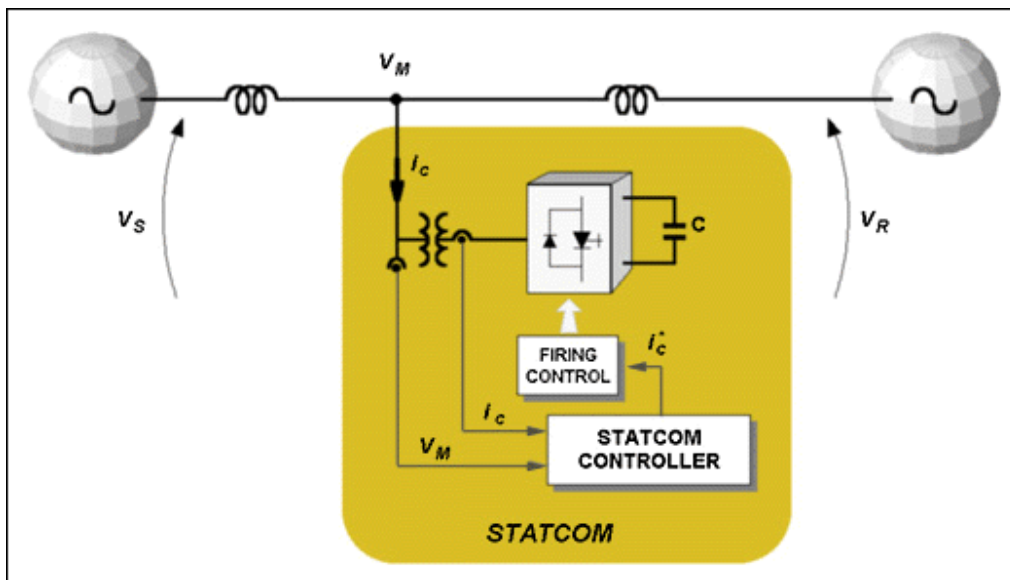 V_M
i_c
V_S
V_R
C
FIRING
CONTROL
i_c^*
i_c
V_M
STATCOM
CONTROLLER
STATCOM